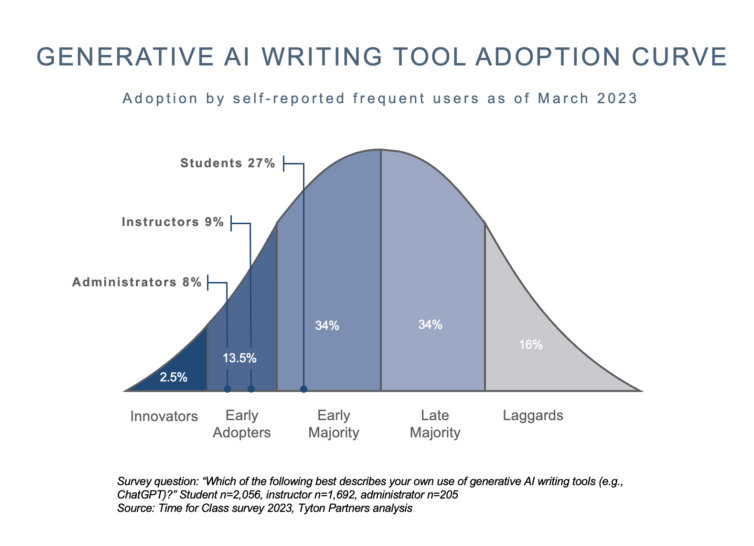 GENERATIVE AI WRITING TOOL ADOPTION CURVE
Adoption by self-reported frequent users as of March 2023
Students 27%
Instructors 9%
Administrators 8%
2.5%
13.5%
34%
34%
16%
Innovators
Early
Adopters
Early
Majority
Late
Majority
Laggards
Survey question: “Which of the following best describes your own use of generative AI writing tools (e.g.,
ChatGPT)?” Student n=2,056, instructor n=1,692, administrator n=205
Source: Time for Class survey 2023, Tyton Partners analysis